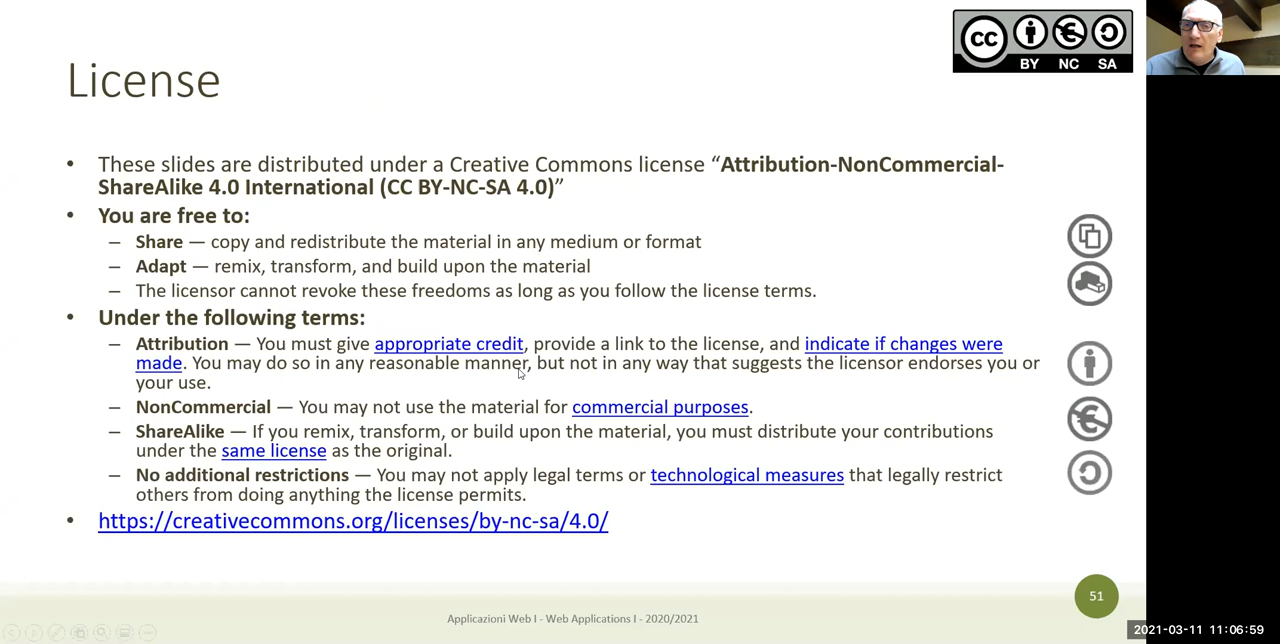 cc
BY NC SA
License
• These slides are distributed under a Creative Commons license “Attribution-NonCommercial-
ShareAlike 4.0 International (CC BY-NC-SA 4.0)”
• You are free to:
– Share — copy and redistribute the material in any medium or format
– Adapt — remix, transform, and build upon the material
– The licensor cannot revoke these freedoms as long as you follow the license terms.
• Under the following terms:
– Attribution — You must give appropriate credit, provide a link to the license, and indicate if changes were
made. You may do so in any reasonable manner, but not in any way that suggests the licensor endorses you or
your use.
– NonCommercial — You may not use the material for commercial purposes.
– ShareAlike — If you remix, transform, or build upon the material, you must distribute your contributions
under the same license as the original.
– No additional restrictions — You may not apply legal terms or technological measures that legally restrict
others from doing anything the license permits.
• https://creativecommons.org/licenses/by-nc-sa/4.0/
51
Applicazioni Web I - Web Applications I - 2020/2021
2021-03-11 11:06:59